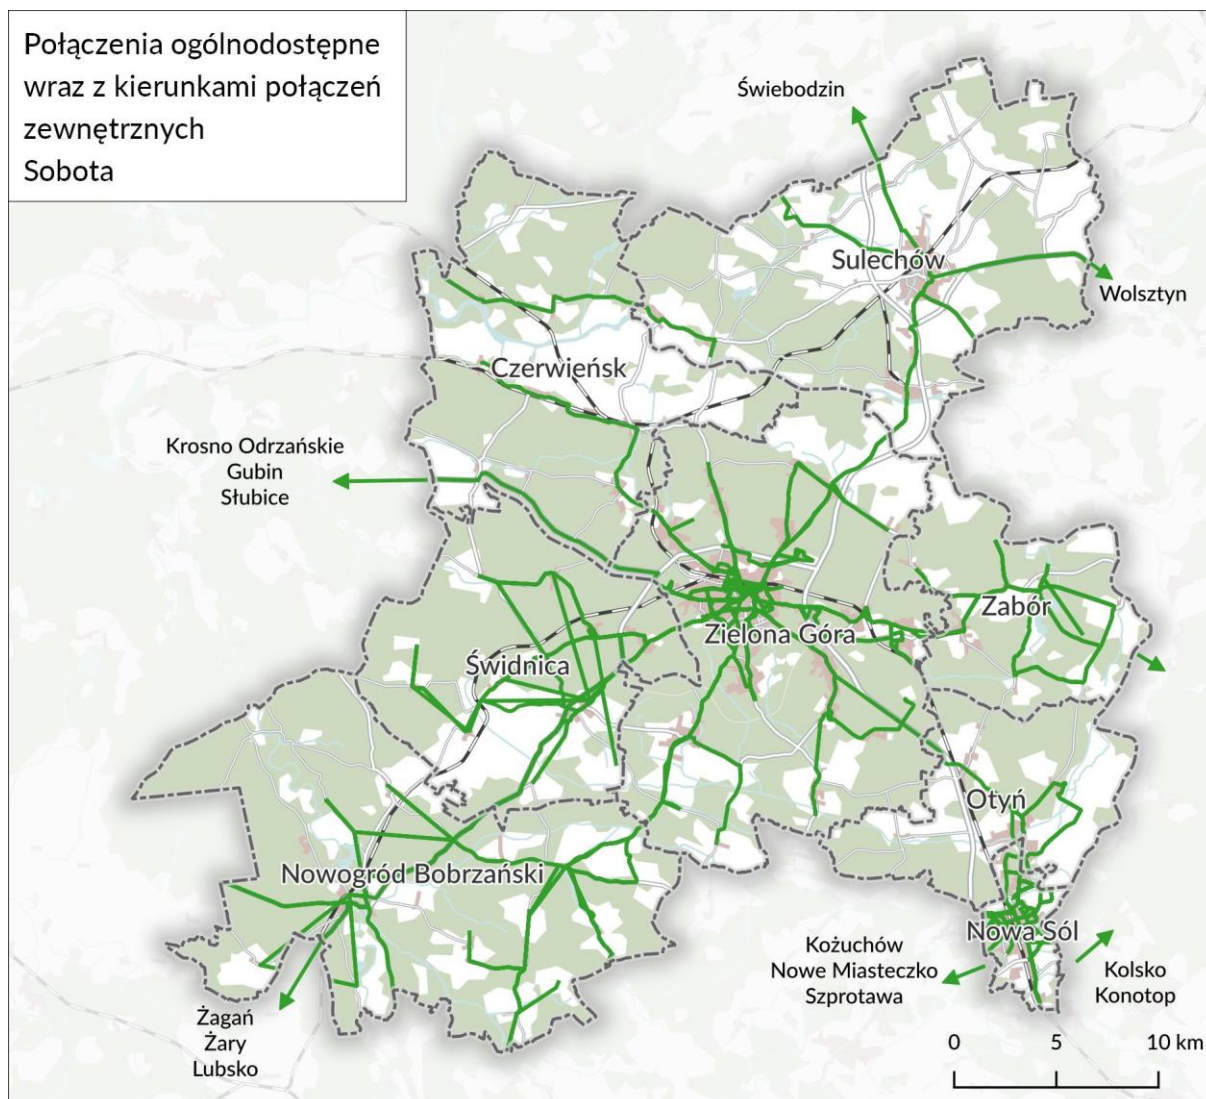 Połączenia ogólnodostępne
wraz z kierunkami połączeń
zewnętrznych
Sobota
Świebodzin
Sulechów
Wolsztyn
Czerwieńsk
Krosno Odrzańskie
Gubin
Słubice
Zabór
Zielona Góra
Świdnica
Otyń
Nowogród Bobrzański
Nowa Sól
Kożuchów
Nowe Miasteczko
Szprotawa
Kolsko
Konotop
Żagań
Żary
Lubsko
0 5 10 km